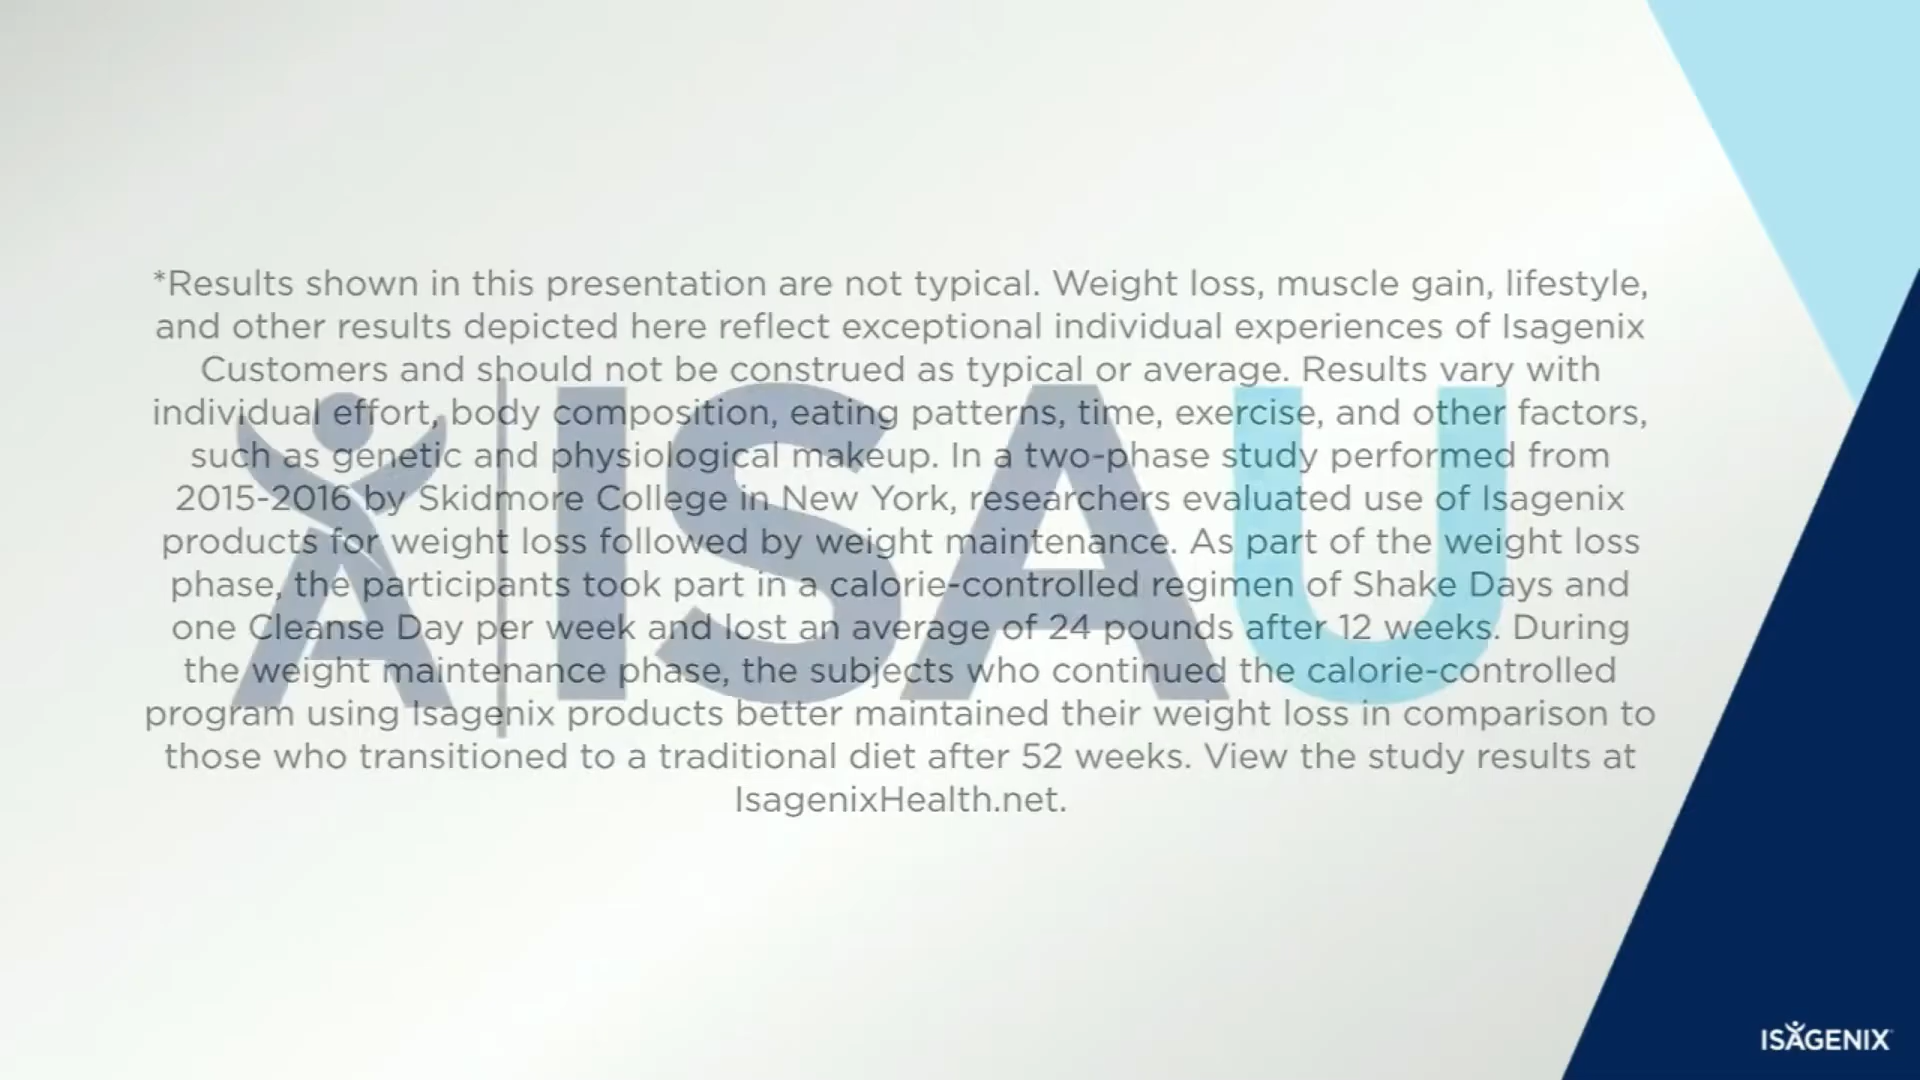 *Results shown in this presentation are not typical. Weight loss, muscle gain, lifestyle,
and other results depicted here reflect exceptional individual experiences of Isagenix
Customers and should not be construed as typical or average. Results vary with
individual effort, body composition, eating patterns, time, exercise, and other factors,
such as genetic and physiological makeup. In a two-phase study performed from
2015-2016 by Skidmore College in New York, researchers evaluated use of Isagenix
products for weight loss followed by weight maintenance. As part of the weight loss
phase, the participants took part in a calorie-controlled regimen of Shake Days and
one Cleanse Day per week and lost an average of 24 pounds after 12 weeks. During
the weight maintenance phase, the subjects who continued the calorie-controlled
program using Isagenix products better maintained their weight loss in comparison to
those who transitioned to a traditional diet after 52 weeks. View the study results at
IsagenixHealth.net.
ISAU
ISAGENIX